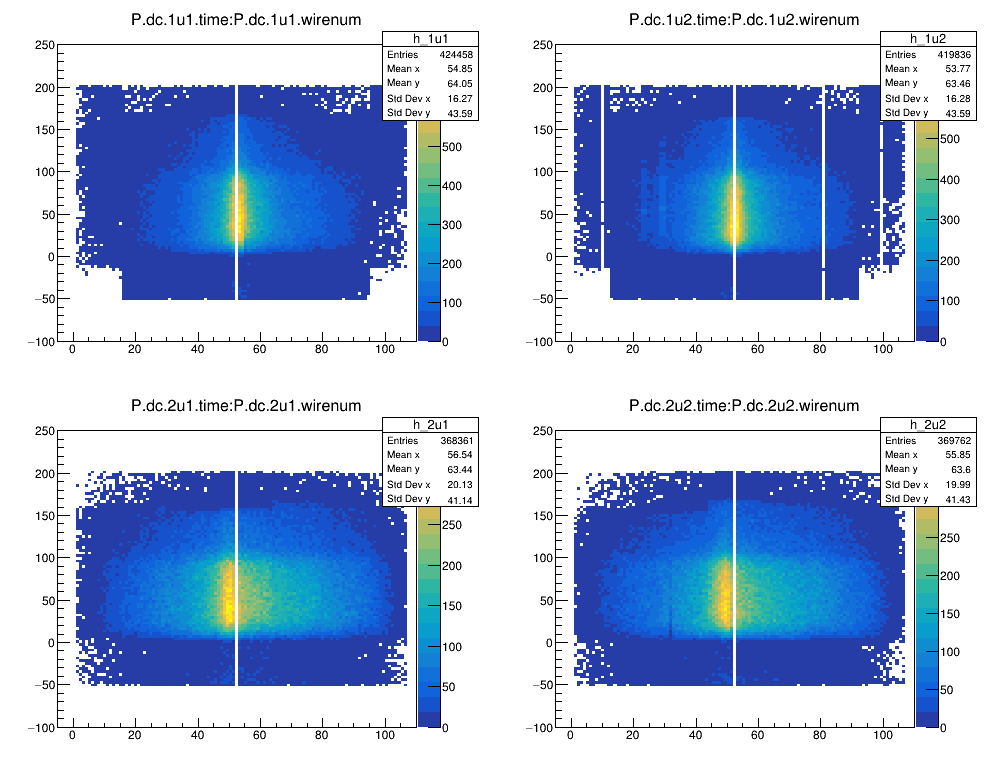 P.dc.1u1.time:P.dc.1u1.wirenum
h_1u1
Entries 424458
Mean x 54.85
Mean y 64.05
Std Dev x 16.27
Std Dev y 43.59
250
200
150
100
50
0
−50
−100
0 20 40 60 80 100
500
400
300
200
100
0
P.dc.1u2.time:P.dc.1u2.wirenum
h_1u2
Entries 419836
Mean x 53.77
Mean y 63.46
Std Dev x 16.28
Std Dev y 43.59
250
200
150
100
50
0
−50
−100
0 20 40 60 80 100
500
400
300
200
100
0
P.dc.2u1.time:P.dc.2u1.wirenum
h_2u1
Entries 368361
Mean x 56.54
Mean y 63.44
Std Dev x 20.13
Std Dev y 41.14
250
200
150
100
50
0
−50
−100
0 20 40 60 80 100
250
200
150
100
50
0
P.dc.2u2.time:P.dc.2u2.wirenum
h_2u2
Entries 369762
Mean x 55.85
Mean y 63.6
Std Dev x 19.99
Std Dev y 41.43
250
200
150
100
50
0
−50
−100
0 20 40 60 80 100
250
200
150
100
50
0